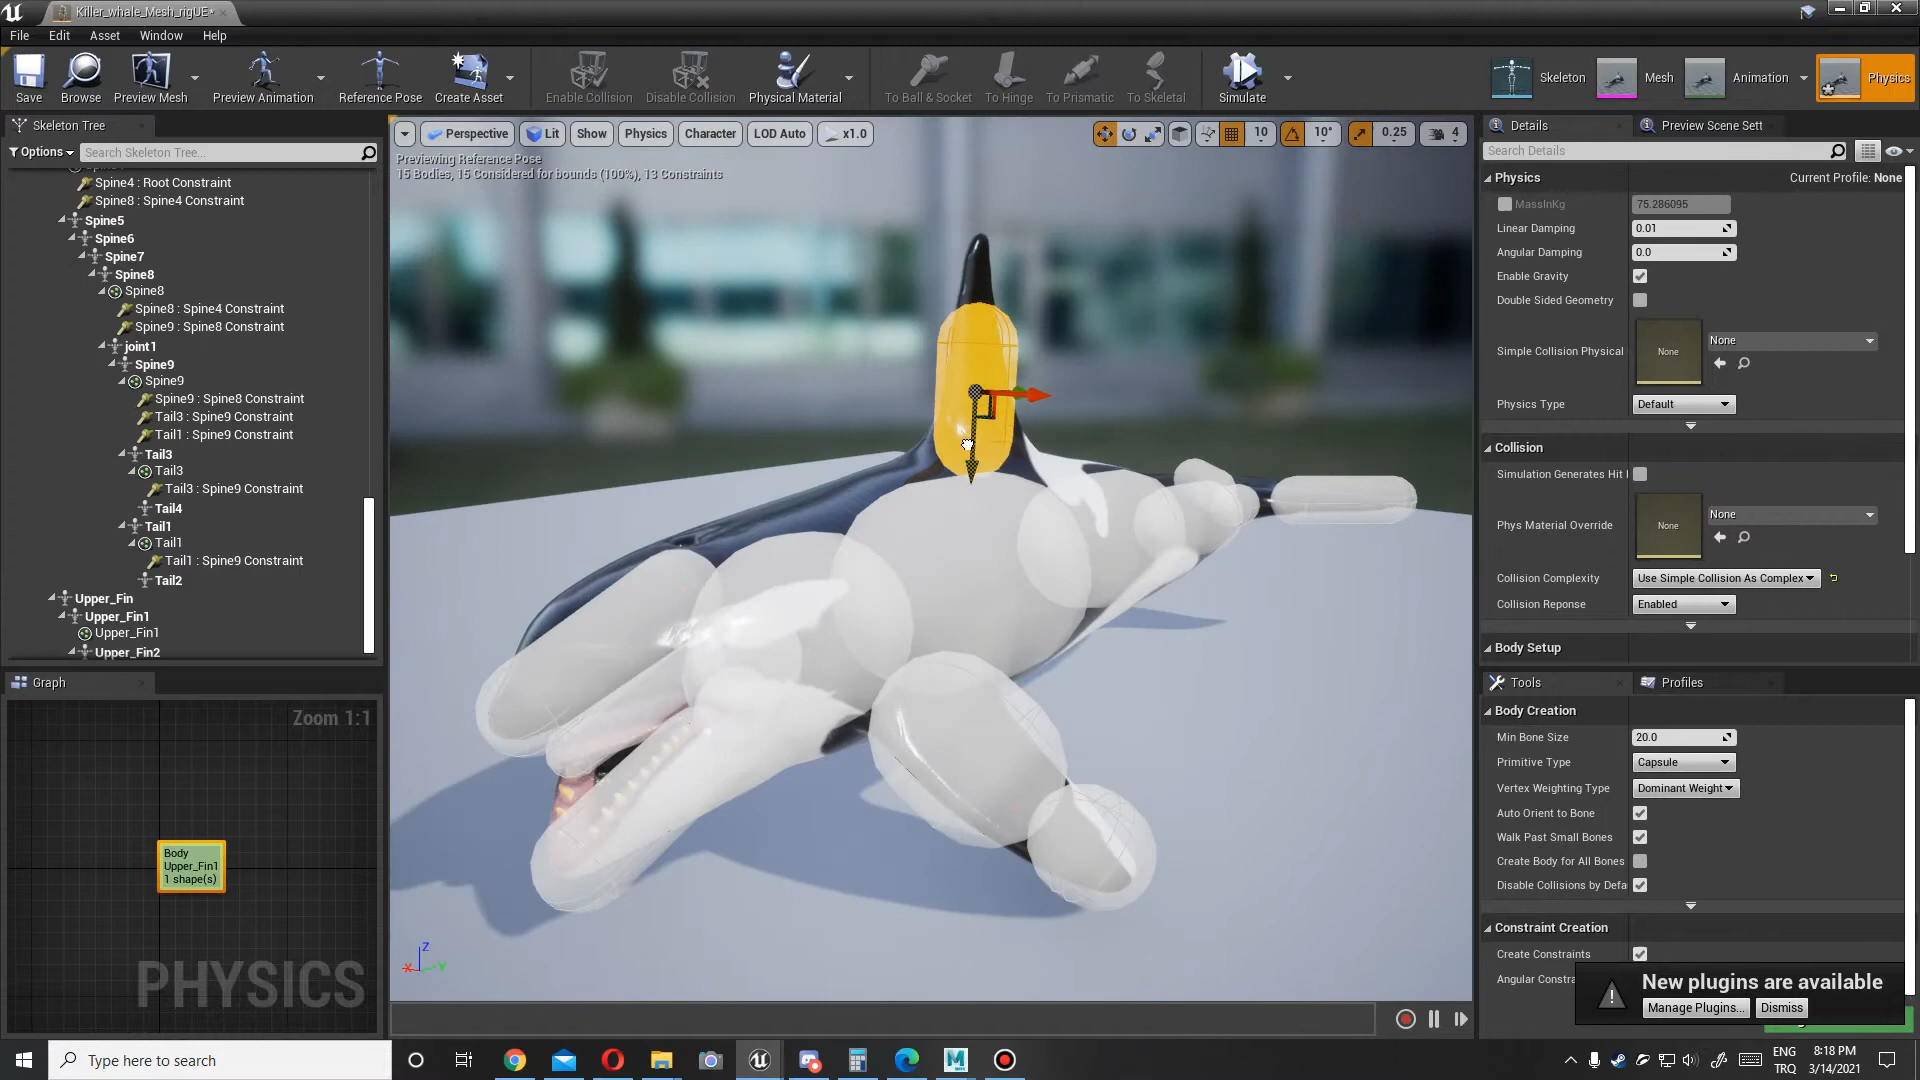 Killer_whale_Mesh_rigUE*
File Edit Asset Window Help
Save Browse Preview Mesh Preview Animation Reference Pose Create Asset Enable Collision Disable Collision Physical Material To Ball & Socket To Hinge To Prismatic To Skeletal Simulate Skeleton Mesh Animation Physics
Skeleton Tree
Options Search Skeleton Tree...
Spine4 : Root Constraint
Spine8 : Spine4 Constraint
Spine5
Spine6
Spine7
Spine8
Spine8
Spine8 : Spine4 Constraint
Spine9 : Spine8 Constraint
joint1
Spine9
Spine9
Spine9 : Spine8 Constraint
Tail3 : Spine9 Constraint
Tail1 : Spine9 Constraint
Tail3
Tail3
Tail3 : Spine9 Constraint
Tail4
Tail1
Tail1
Tail1 : Spine9 Constraint
Tail2
Upper_Fin
Upper_Fin1
Upper_Fin1
Upper_Fin2
Graph
Zoom 1:1
Body
Upper_Fin1
1 shape(s)
PHYSICS
Perspective Lit Show Physics Character LOD Auto x1.0 10 10° 0.25 4
Previewing Reference Pose
15 Bodies, 15 Considered for bounds (100%), 13 Constraints
Z
X Y
Details Preview Scene Sett
Search Details
Physics Current Profile: None
MassInKg 75.286095
Linear Damping 0.01
Angular Damping 0.0
Enable Gravity
Double Sided Geometry
Simple Collision Physical None None
Physics Type Default
Collision
Simulation Generates Hit
Phys Material Override None None
Collision Complexity Use Simple Collision As Complex
Collision Reponse Enabled
Body Setup
Tools Profiles
Body Creation
Min Bone Size 20.0
Primitive Type Capsule
Vertex Weighting Type Dominant Weight
Auto Orient to Bone
Walk Past Small Bones
Create Body for All Bones
Disable Collisions by Defa
Constraint Creation
Create Constraints
Angular Constra
New plugins are available
Manage Plugins... Dismiss
Type here to search
ENG
TRQ
8:18 PM
3/14/2021